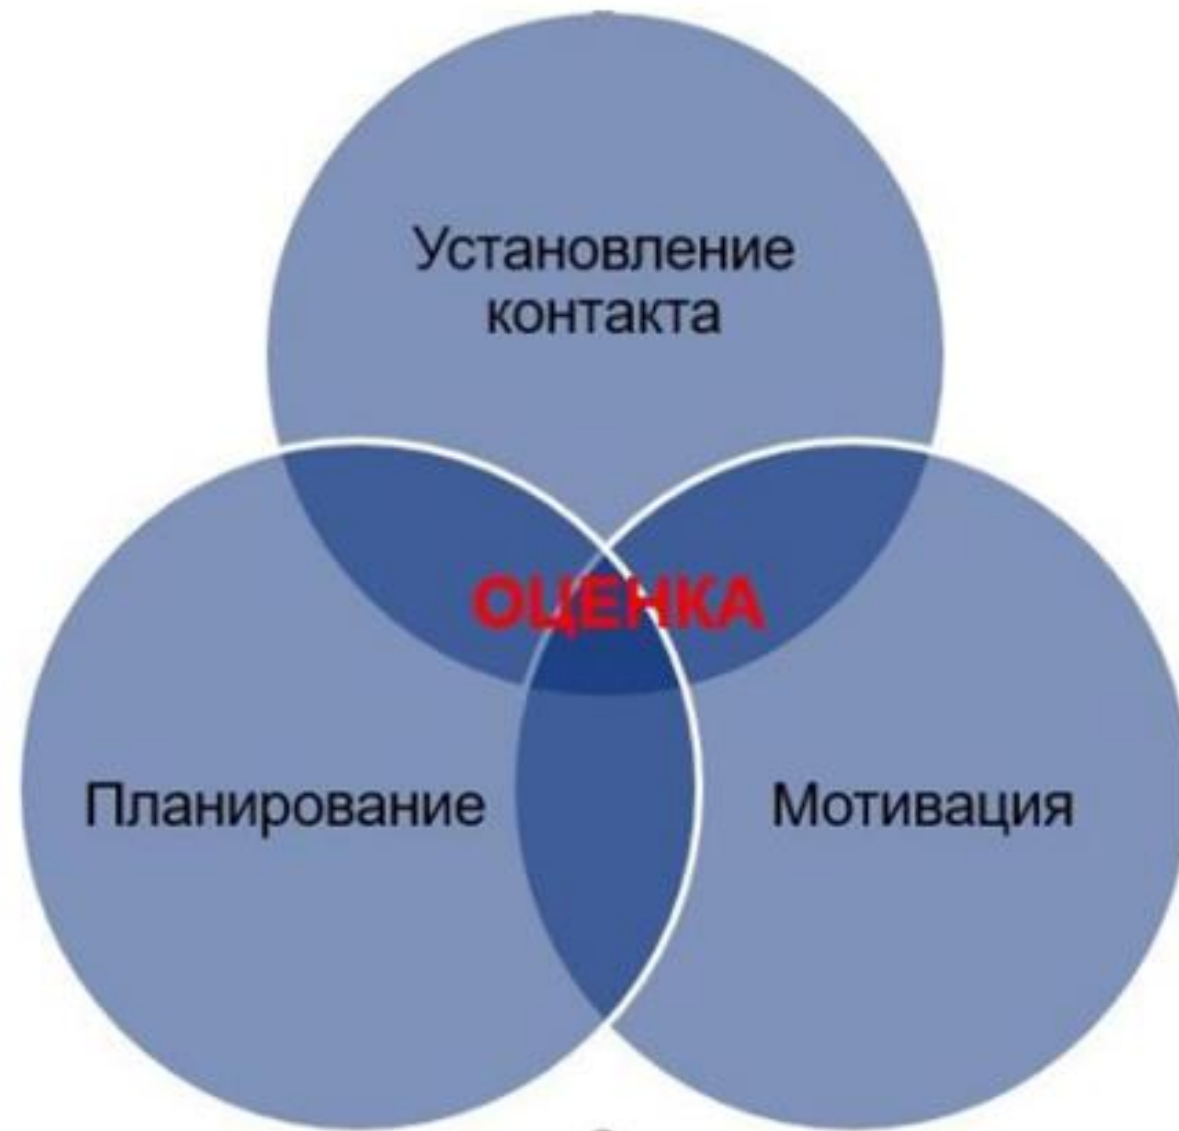 Установление
контакта
ОЦЕНКА
Планирование
Мотивация